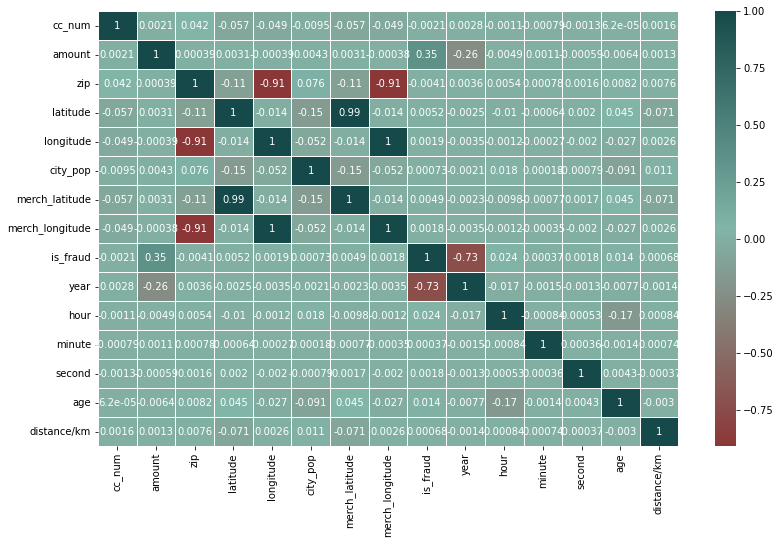 cc_num 1 0.0021 0.042 -0.057 -0.049 -0.0095 -0.057 -0.049 -0.0021 0.0028 -0.0011 -0.00079 -0.0013 6.2e-05 0.0016
amount 0.0021 1 0.00039 0.0031 -0.00039 0.0043 0.0031 -0.00038 0.35 -0.26 -0.0049 0.0011 -0.00059 -0.0064 0.0013
zip 0.042 0.00039 1 -0.11 -0.91 0.076 -0.11 -0.91 -0.0041 0.0036 0.0054 0.00078 0.0016 0.0082 0.0076
latitude -0.057 0.0031 -0.11 1 -0.014 -0.15 0.99 -0.014 0.0052 -0.0025 -0.01 -0.00064 0.002 0.045 -0.071
longitude -0.049 -0.00039 -0.91 -0.014 1 -0.052 -0.014 1 0.0019 -0.0035 -0.0012 -0.00027 -0.002 -0.027 0.0026
city_pop -0.0095 0.0043 0.076 -0.15 -0.052 1 -0.15 -0.052 0.00073 -0.0021 0.018 0.00018 -0.00079 -0.091 0.011
merch_latitude -0.057 0.0031 -0.11 0.99 -0.014 -0.15 1 -0.014 0.0049 -0.0023 -0.0098 -0.00077 0.0017 0.045 -0.071
merch_longitude -0.049 -0.00038 -0.91 -0.014 1 -0.052 -0.014 1 0.0018 -0.0035 -0.0012 -0.00035 -0.002 -0.027 0.0026
is_fraud -0.0021 0.35 -0.0041 0.0052 0.0019 0.00073 0.0049 0.0018 1 -0.73 0.024 0.00037 0.0018 0.014 0.00068
year 0.0028 -0.26 0.0036 -0.0025 -0.0035 -0.0021 -0.0023 -0.0035 -0.73 1 -0.017 -0.0015 -0.0013 -0.0077 -0.0014
hour -0.0011 -0.0049 0.0054 -0.01 -0.0012 0.018 -0.0098 -0.0012 0.024 -0.017 1 -0.00084 0.00053 -0.17 0.00084
minute -0.00079 0.0011 0.00078 -0.00064 -0.00027 0.00018 -0.00077 -0.00035 0.00037 -0.0015 -0.00084 1 0.00036 -0.0014 0.00074
second -0.0013 -0.00059 0.0016 0.002 -0.002 -0.00079 0.0017 -0.002 0.0018 -0.0013 0.00053 0.00036 1 0.0043 -0.00037
age 6.2e-05 -0.0064 0.0082 0.045 -0.027 -0.091 0.045 -0.027 0.014 -0.0077 -0.17 -0.0014 0.0043 1 -0.003
distance/km 0.0016 0.0013 0.0076 -0.071 0.0026 0.011 -0.071 0.0026 0.00068 -0.0014 0.00084 0.00074 -0.00037 -0.003 1
cc_num amount zip latitude longitude city_pop merch_latitude merch_longitude is_fraud year hour minute second age distance/km
1.00
0.75
0.50
0.25
0.00
-0.25
-0.50
-0.75